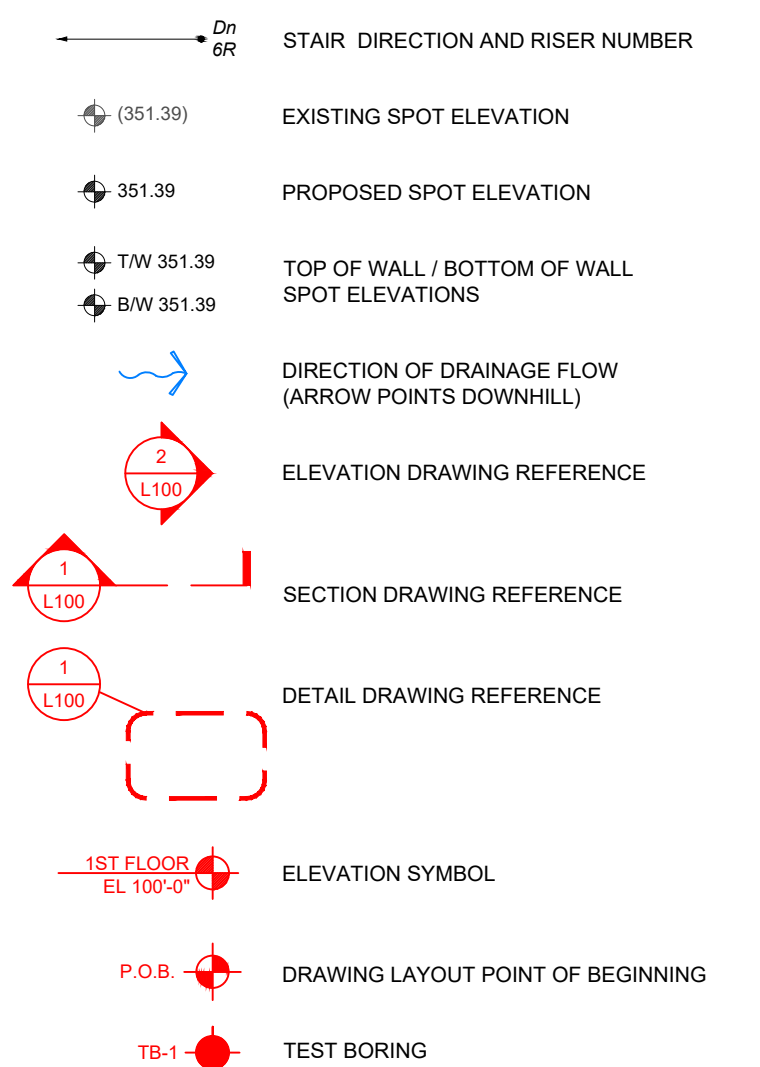 Dn
6R
STAIR DIRECTION AND RISER NUMBER
(351.39)
EXISTING SPOT ELEVATION
351.39
PROPOSED SPOT ELEVATION
T/W 351.39
B/W 351.39
TOP OF WALL / BOTTOM OF WALL
SPOT ELEVATIONS
DIRECTION OF DRAINAGE FLOW
(ARROW POINTS DOWNHILL)
2
L100
ELEVATION DRAWING REFERENCE
1
L100
SECTION DRAWING REFERENCE
1
L100
DETAIL DRAWING REFERENCE
1ST FLOOR
EL 100'-0"
ELEVATION SYMBOL
P.O.B.
DRAWING LAYOUT POINT OF BEGINNING
TB-1
TEST BORING